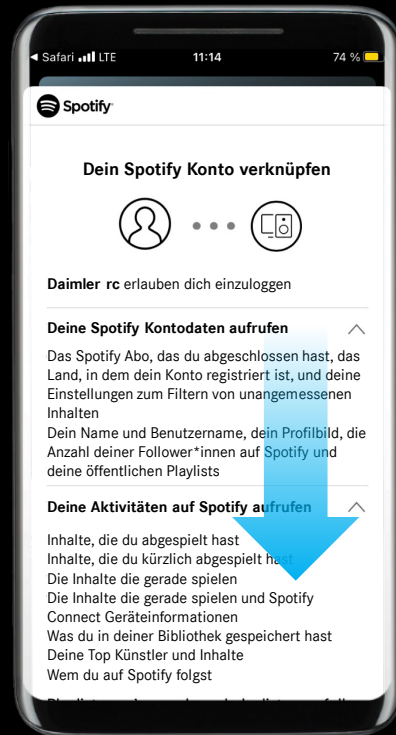 Safari LTE 11:14 74 %
Spotify
Dein Spotify Konto verknüpfen
Daimler rc erlauben dich einzuloggen
Deine Spotify Kontodaten aufrufen
Das Spotify Abo, das du abgeschlossen hast, das
Land, in dem dein Konto registriert ist, und deine
Einstellungen zum Filtern von unangemessenen
Inhalten
Dein Name und Benutzername, dein Profilbild, die
Anzahl deiner Follower*innen auf Spotify und
deine öffentlichen Playlists
Deine Aktivitäten auf Spotify aufrufen
Inhalte, die du abgespielt hast
Inhalte, die du kürzlich abgespielt hast
Die Inhalte die gerade spielen
Die Inhalte die gerade spielen und Spotify
Connect Geräteinformationen
Was du in deiner Bibliothek gespeichert hast
Deine Top Künstler und Inhalte
Wem du auf Spotify folgst